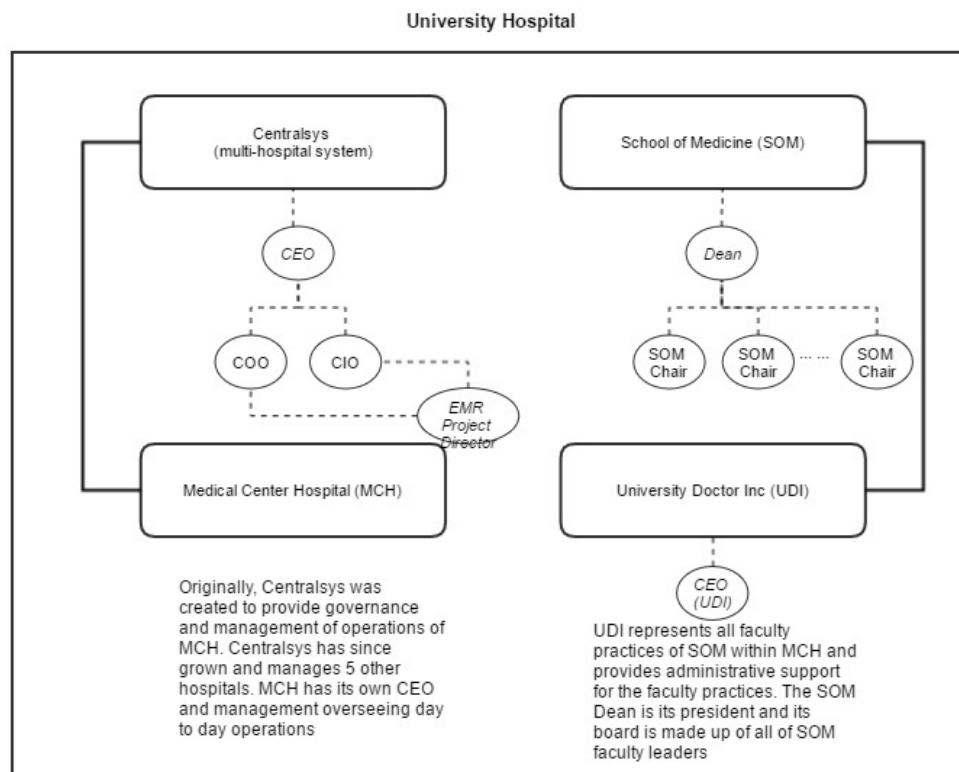 University Hospital
Centralsys
(multi-hospital system)
School of Medicine (SOM)
CEO
Dean
COO
CIO
SOM
Chair
SOM
Chair
... ...
SOM
Chair
EMR
Project
Director
Medical Center Hospital (MCH)
University Doctor Inc (UDI)
CEO
(UDI)
Originally, Centralsys was
created to provide governance
and management of operations of
MCH. Centralsys has since
grown and manages 5 other
hospitals. MCH has its own CEO
and management overseeing day
to day operations
UDI represents all faculty
practices of SOM within MCH and
provides administrative support
for the faculty practices. The SOM
Dean is its president and its
board is made up of all of SOM
faculty leaders